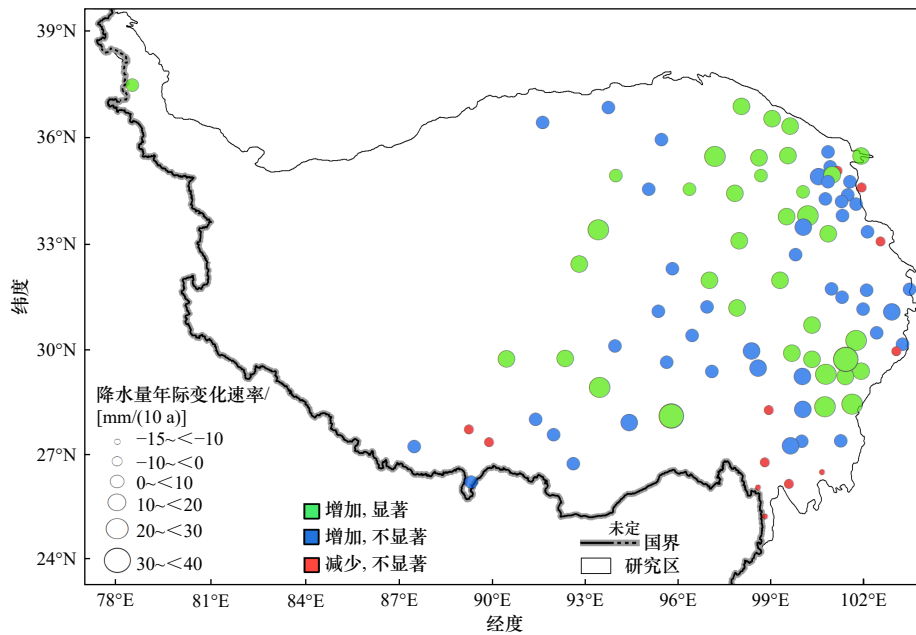 39°N
36°N
33°N
30°N
27°N
24°N
纬度
降水量年际变化速率/
[mm/(10 a)]
−15~<−10
−10~<0
0~<10
10~<20
20~<30
30~<40
增加, 显著
增加, 不显著
减少, 不显著
未定
国界
研究区
78°E
81°E
84°E
87°E
90°E
93°E
96°E
99°E
102°E
经度